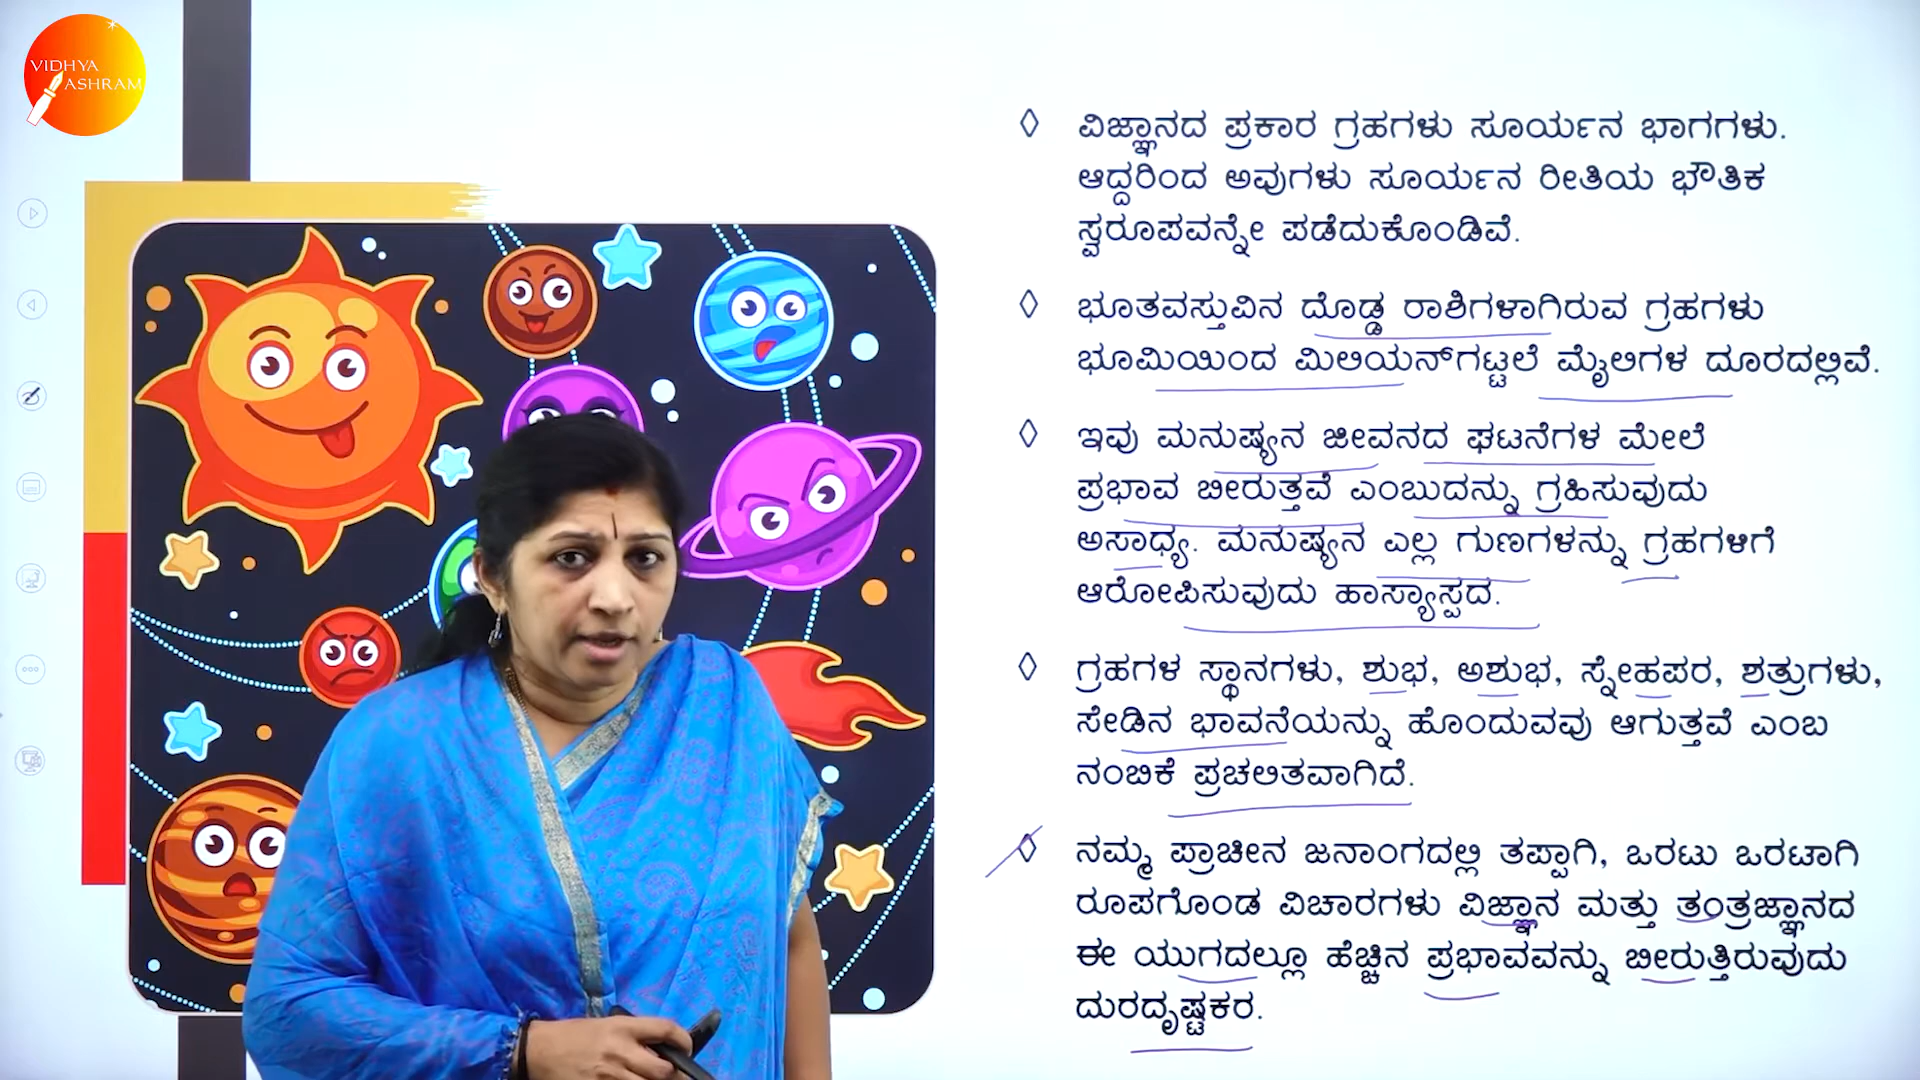 VIDHYA
ASHRAM
ವಿಜ್ಞಾನದ ಪ್ರಕಾರ ಗ್ರಹಗಳು ಸೂರ್ಯನ ಭಾಗಗಳು.
ಆದ್ದರಿಂದ ಅವುಗಳು ಸೂರ್ಯನ ರೀತಿಯ ಭೌತಿಕ
ಸ್ವರೂಪವನ್ನೇ ಪಡೆದುಕೊಂಡಿವೆ.
ಭೂತವಸ್ತುವಿನ ದೊಡ್ಡ ರಾಶಿಗಳಾಗಿರುವ ಗ್ರಹಗಳು
ಭೂಮಿಯಿಂದ ಮಿಲಿಯನ್‌ಗಟ್ಟಲೆ ಮೈಲಿಗಳ ದೂರದಲ್ಲಿವೆ.
ಇವು ಮನುಷ್ಯನ ಜೀವನದ ಘಟನೆಗಳ ಮೇಲೆ
ಪ್ರಭಾವ ಬೀರುತ್ತವೆ ಎಂಬುದನ್ನು ಗ್ರಹಿಸುವುದು
ಅಸಾಧ್ಯ. ಮನುಷ್ಯನ ಎಲ್ಲ ಗುಣಗಳನ್ನು ಗ್ರಹಗಳಿಗೆ
ಆರೋಪಿಸುವುದು ಹಾಸ್ಯಾಸ್ಪದ.
ಗ್ರಹಗಳ ಸ್ಥಾನಗಳು, ಶುಭ, ಅಶುಭ, ಸ್ನೇಹಪರ, ಶತ್ರುಗಳು,
ಸೇಡಿನ ಭಾವನೆಯನ್ನು ಹೊಂದುವವು ಆಗುತ್ತವೆ ಎಂಬ
ನಂಬಿಕೆ ಪ್ರಚಲಿತವಾಗಿದೆ.
ನಮ್ಮ ಪ್ರಾಚೀನ ಜನಾಂಗದಲ್ಲಿ ತಪ್ಪಾಗಿ, ಒರಟು ಒರಟಾಗಿ
ರೂಪಗೊಂಡ ವಿಚಾರಗಳು ವಿಜ್ಞಾನ ಮತ್ತು ತಂತ್ರಜ್ಞಾನದ
ಈ ಯುಗದಲ್ಲೂ ಹೆಚ್ಚಿನ ಪ್ರಭಾವವನ್ನು ಬೀರುತ್ತಿರುವುದು
ದುರದೃಷ್ಟಕರ.